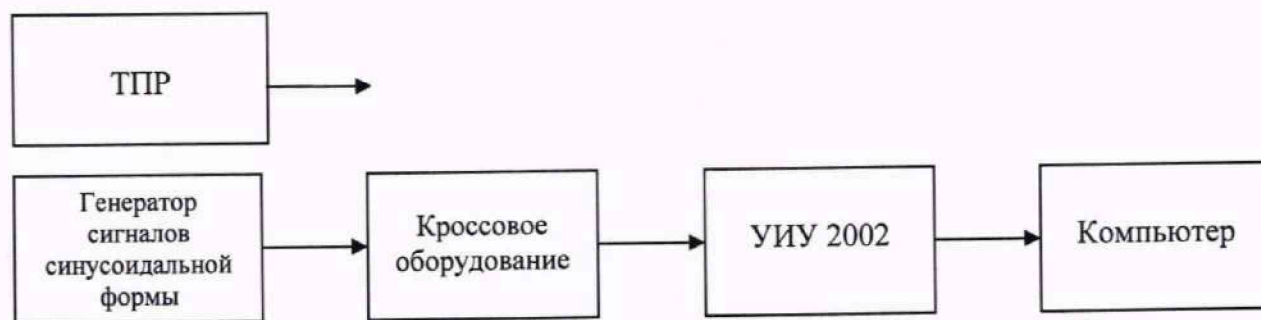 ТПР
Генератор
сигналов
синусоидальной
формы
Кроссовое
оборудование
УИУ 2002
Компьютер